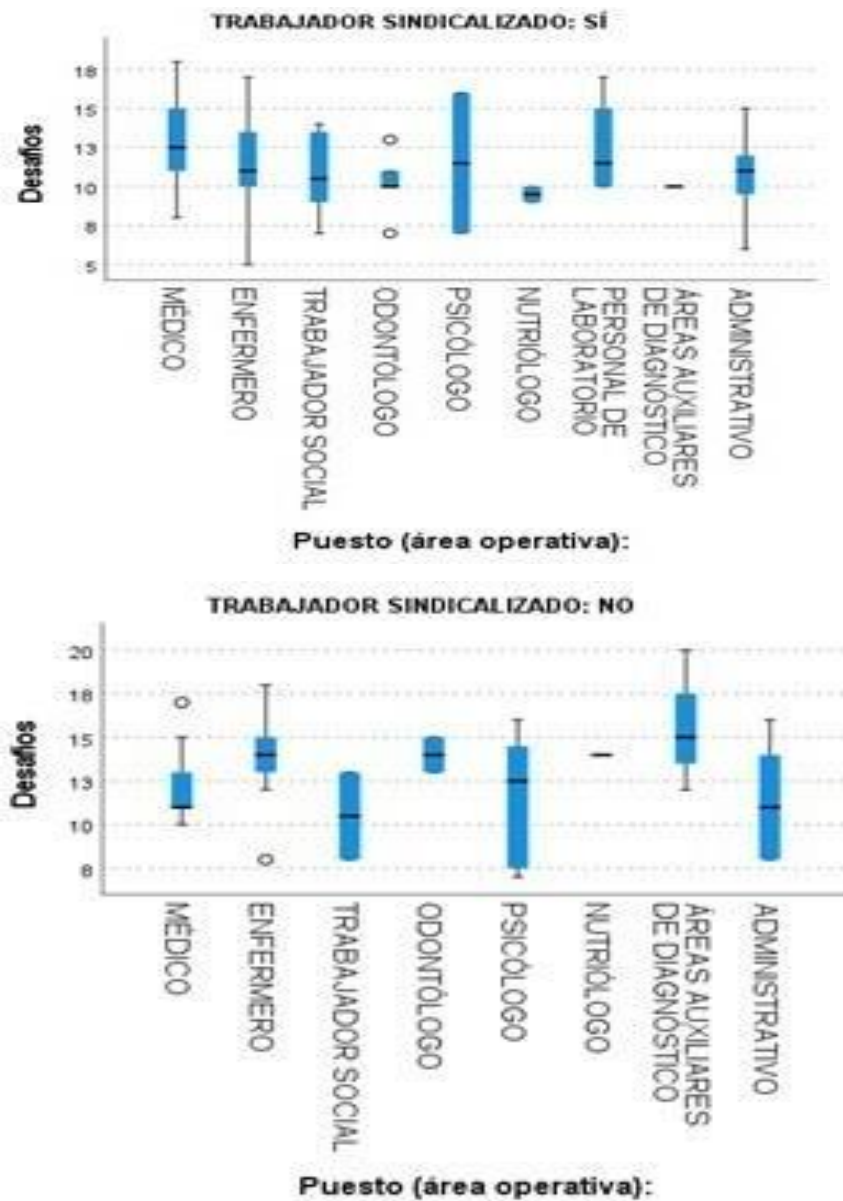 TRABAJADOR SINDICALIZADO: SÍ
Desafíos
18
15
13
10
8
5
MÉDICO
ENFERMERO
TRABAJADOR SOCIAL
ODONTÓLOGO
PSICÓLOGO
NUTRIÓLOGO
PERSONAL DE
LABORATORIO
ÁREAS AUXILIARES
DE DIAGNÓSTICO
ADMINISTRATIVO
Puesto (área operativa):
TRABAJADOR SINDICALIZADO: NO
Desafíos
20
18
15
13
10
8
MÉDICO
ENFERMERO
TRABAJADOR SOCIAL
ODONTÓLOGO
PSICÓLOGO
NUTRIÓLOGO
ÁREAS AUXILIARES
DE DIAGNÓSTICO
ADMINISTRATIVO
Puesto (área operativa):